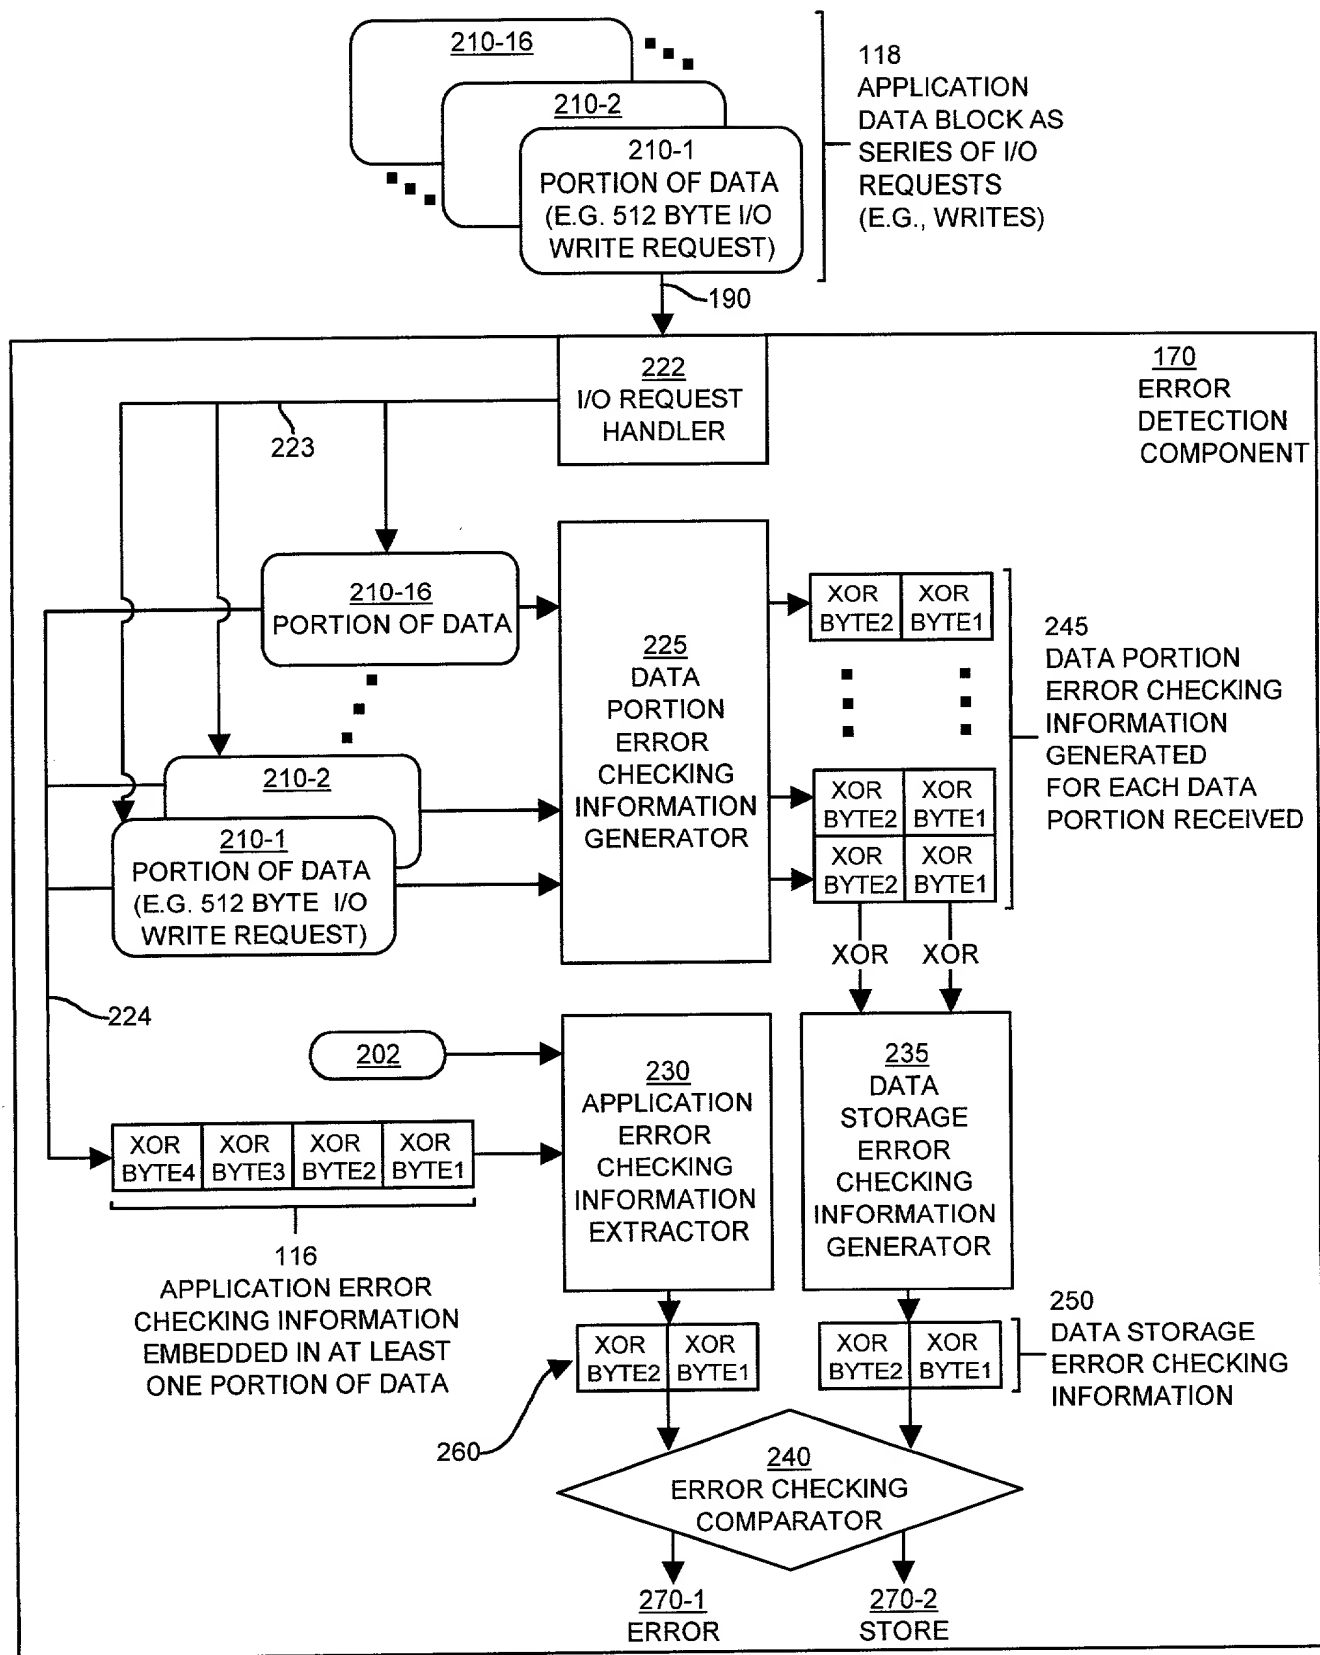 210-16
210-2
210-1
PORTION OF DATA
(E.G. 512 BYTE I/O
WRITE REQUEST)
118
APPLICATION
DATA BLOCK AS
SERIES OF I/O
REQUESTS
(E.G., WRITES)
190
222
I/O REQUEST
HANDLER
170
ERROR
DETECTION
COMPONENT
223
210-16
PORTION OF DATA
210-2
210-1
PORTION OF DATA
(E.G. 512 BYTE I/O
WRITE REQUEST)
225
DATA
PORTION
ERROR
CHECKING
INFORMATION
GENERATOR
XOR BYTE2
XOR BYTE1
XOR BYTE2
XOR BYTE1
XOR BYTE2
XOR BYTE1
245
DATA PORTION
ERROR CHECKING
INFORMATION
GENERATED
FOR EACH DATA
PORTION RECEIVED
XOR XOR
224
202
230
APPLICATION
ERROR
CHECKING
INFORMATION
EXTRACTOR
235
DATA
STORAGE
ERROR
CHECKING
INFORMATION
GENERATOR
XOR BYTE4
XOR BYTE3
XOR BYTE2
XOR BYTE1
116
APPLICATION ERROR
CHECKING INFORMATION
EMBEDDED IN AT LEAST
ONE PORTION OF DATA
XOR BYTE2
XOR BYTE1
260
XOR BYTE2
XOR BYTE1
250
DATA STORAGE
ERROR CHECKING
INFORMATION
240
ERROR CHECKING
COMPARATOR
270-1
ERROR
270-2
STORE